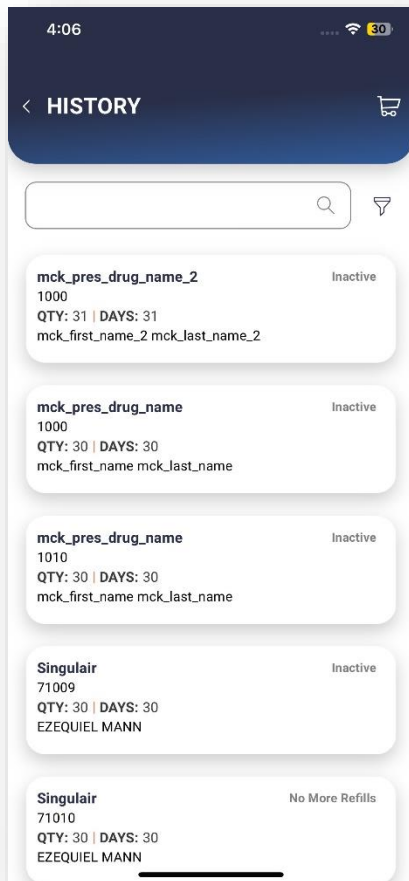 4:06
30
HISTORY
mck_pres_drug_name_2 Inactive
1000
QTY: 31 | DAYS: 31
mck_first_name_2 mck_last_name_2
mck_pres_drug_name Inactive
1000
QTY: 30 | DAYS: 30
mck_first_name mck_last_name
mck_pres_drug_name Inactive
1010
QTY: 30 | DAYS: 30
mck_first_name mck_last_name
Singulair Inactive
71009
QTY: 30 | DAYS: 30
EZEQUIEL MANN
Singulair No More Refills
71010
QTY: 30 | DAYS: 30
EZEQUIEL MANN